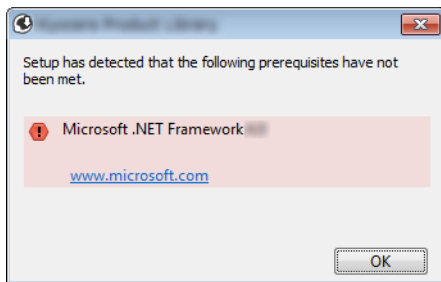 Setup has detected that the following prerequisites have not
been met.
Microsoft .NET Framework
www.microsoft.com
OK